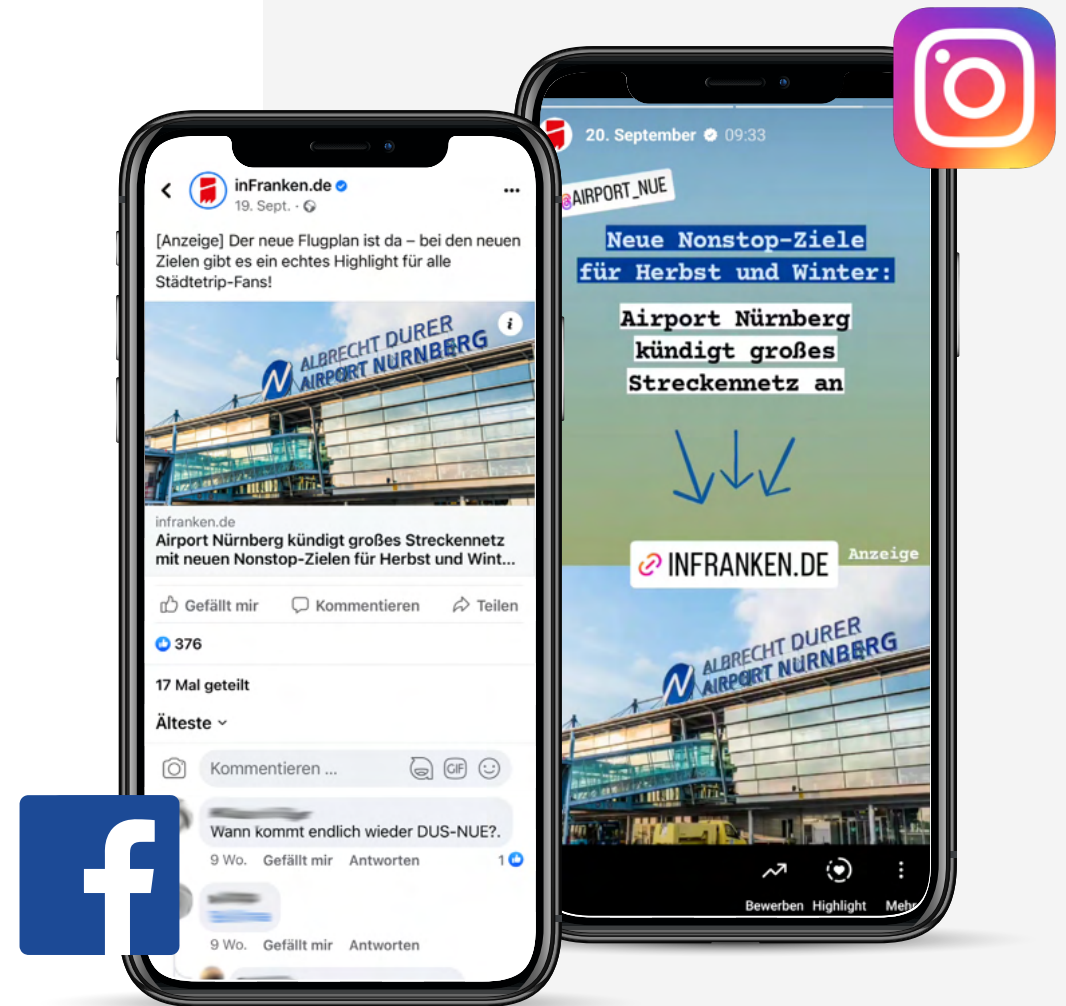 inFranken.de
19. Sept. ·
[Anzeige] Der neue Flugplan ist da – bei den neuen
Zielen gibt es ein echtes Highlight für alle
Städtetrip-Fans!
ALBRECHT DURER
AIRPORT NURNBERG
infranken.de
Airport Nürnberg kündigt großes Streckennetz
mit neuen Nonstop-Zielen für Herbst und Wint...
Gefällt mir Kommentieren Teilen
376
17 Mal geteilt
Älteste
Kommentieren ... GIF
Wann kommt endlich wieder DUS-NUE?.
9 Wo. Gefällt mir Antworten 1
9 Wo. Gefällt mir Antworten
20. September 09:33
@AIRPORT_NUE
Neue Nonstop-Ziele
für Herbst und Winter:
Airport Nürnberg
kündigt großes
Streckennetz an
INFRANKEN.DE
Anzeige
ALBRECHT DURER
AIRPORT NURNBERG
Bewerben Highlight Mehr